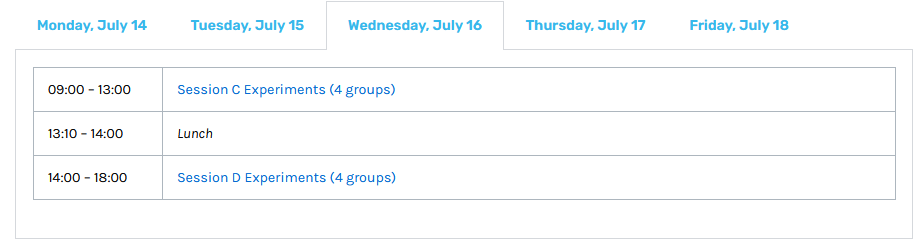 Monday, July 14 Tuesday, July 15 Wednesday, July 16 Thursday, July 17 Friday, July 18
09:00 – 13:00 Session C Experiments (4 groups)
13:10 – 14:00 Lunch
14:00 – 18:00 Session D Experiments (4 groups)